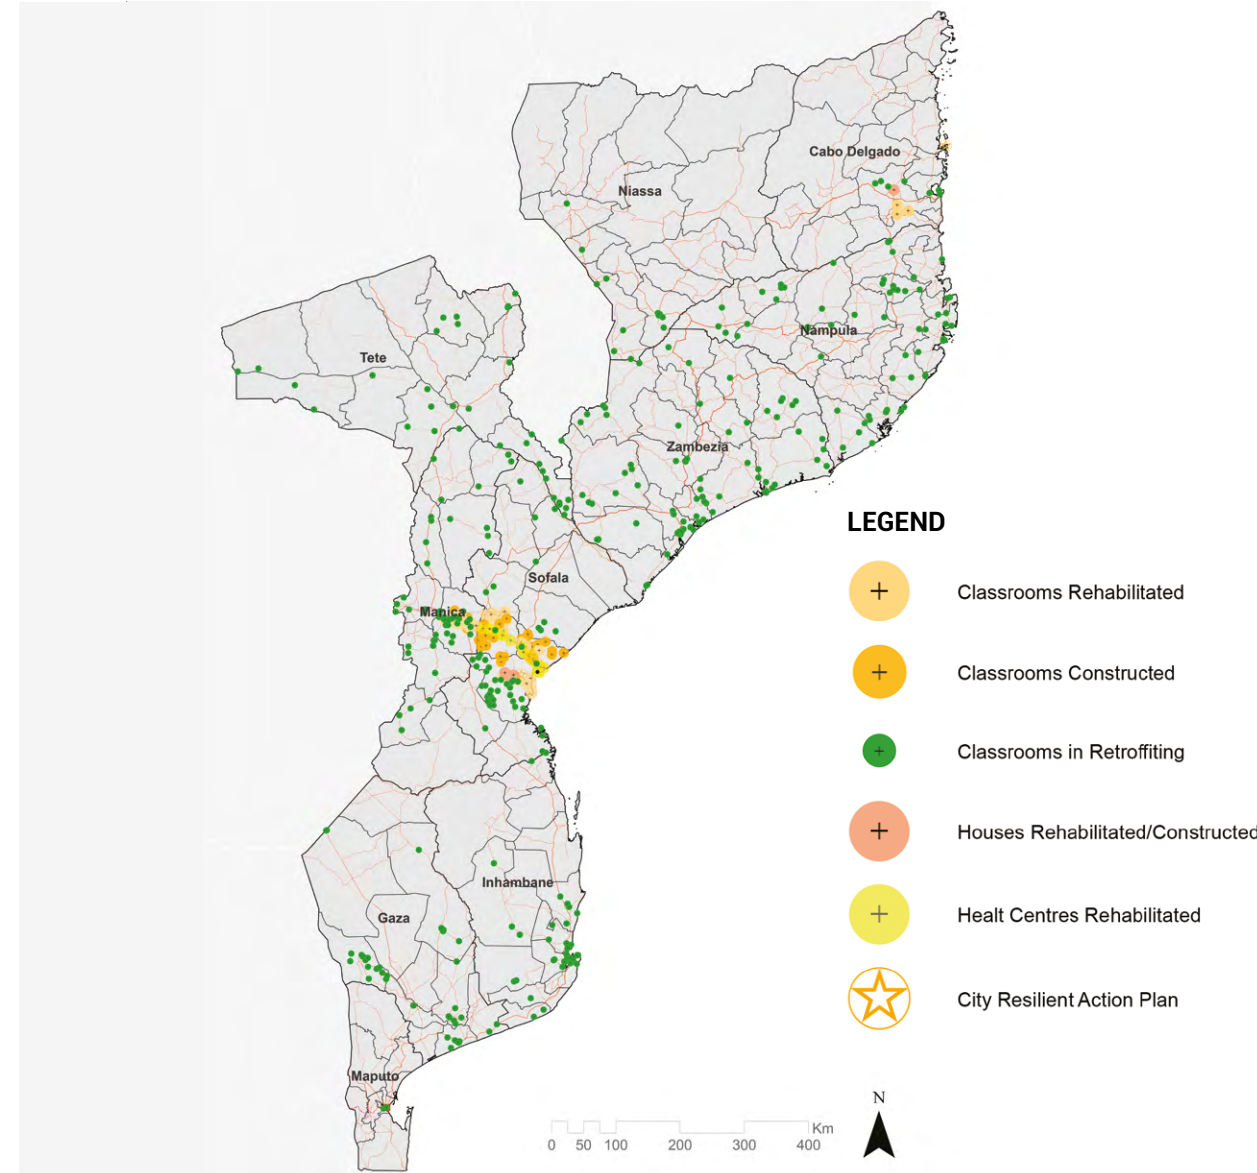 Cabo Delgado
Niassa
Nampula
Tete
Zambezia
Sofala
Manica
Inhambane
Gaza
Maputo
LEGEND
Classrooms Rehabilitated
Classrooms Constructed
Classrooms in Retroffiting
Houses Rehabilitated/Constructed
Healt Centres Rehabilitated
City Resilient Action Plan
N
Km
0 50 100 200 300 400